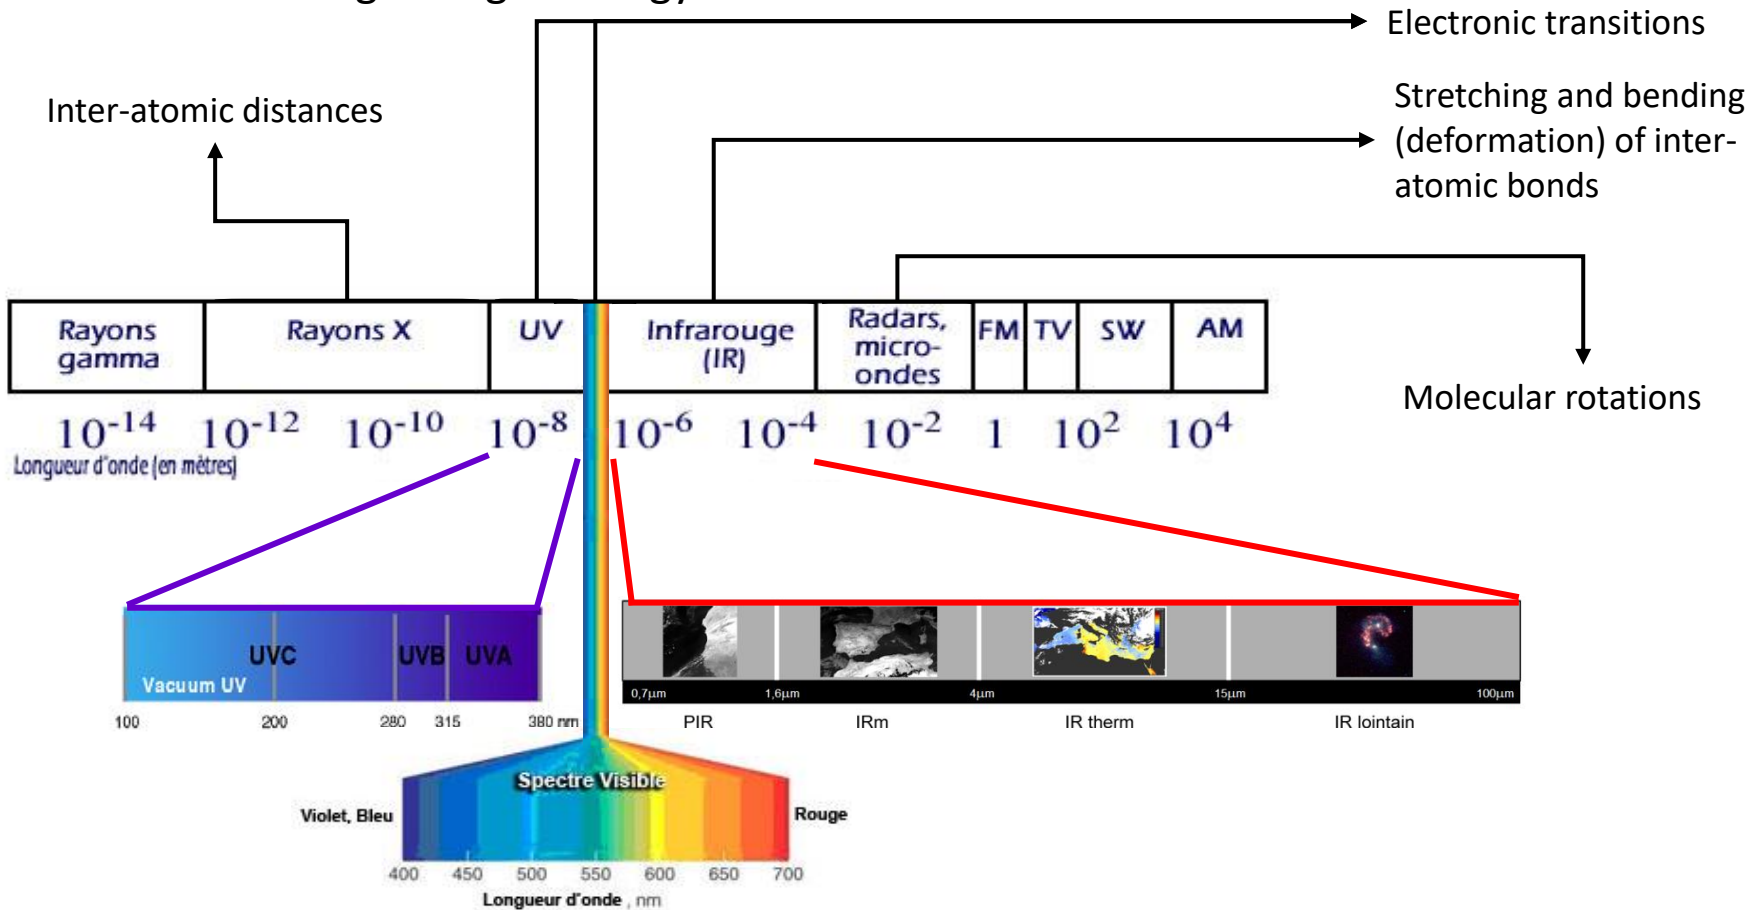 Electronic transitions
Inter-atomic distances
Stretching and bending
(deformation) of inter-
atomic bonds
Rayons
gamma
Rayons X
UV
Infrarouge
(IR)
Radars,
micro-
ondes
FM
TV
SW
AM
Molecular rotations
10⁻¹⁴ 10⁻¹² 10⁻¹⁰ 10⁻⁸ 10⁻⁶ 10⁻⁴ 10⁻² 1 10² 10⁴
Longueur d'onde (en mètres)
UVC
UVB
UVA
Vacuum UV
100 200 280 315 380 nm
0,7µm 1,6µm 4µm 15µm 100µm
PIR IRm IR therm IR lointain
Spectre Visible
Violet, Bleu
Rouge
400 450 500 550 600 650 700
Longueur d'onde , nm